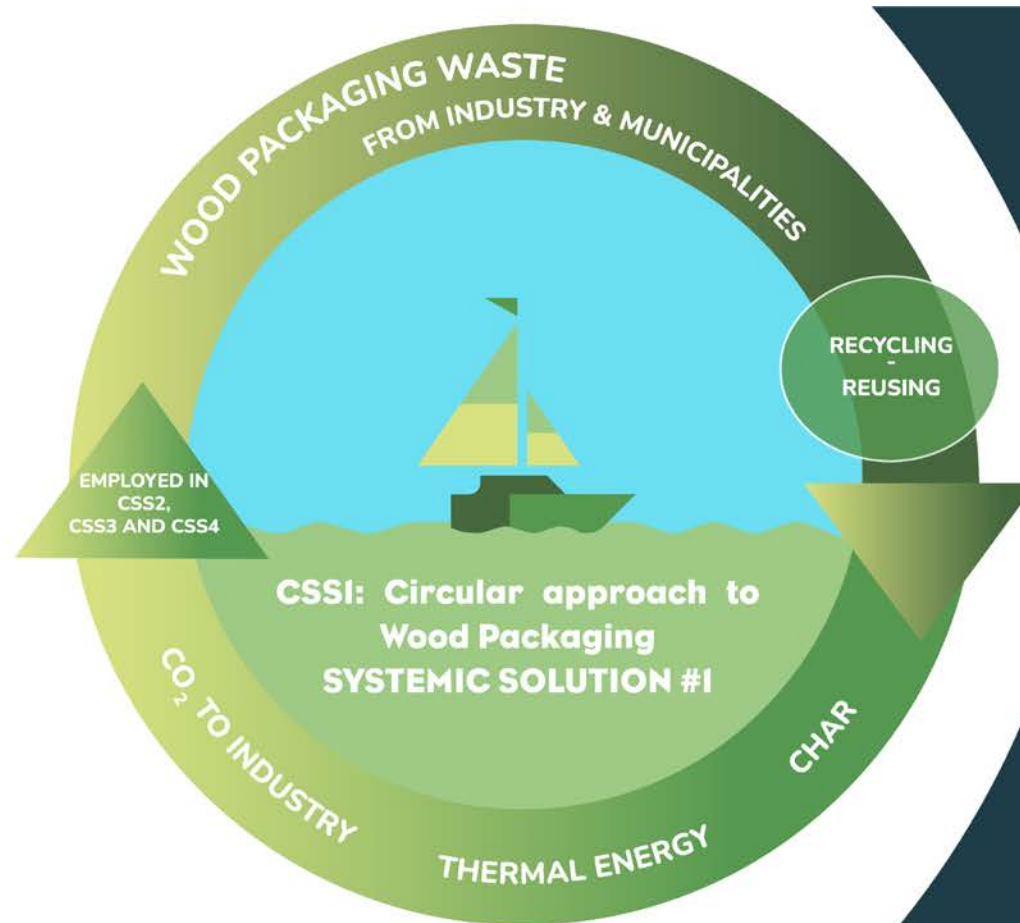 WOOD PACKAGING WASTE
FROM INDUSTRY & MUNICIPALITIES
RECYCLING
-
REUSING
EMPLOYED IN
CSS2,
CSS3 AND CSS4
CSS1: Circular approach to
Wood Packaging
SYSTEMIC SOLUTION #1
CHAR
THERMAL ENERGY
CO₂ TO INDUSTRY